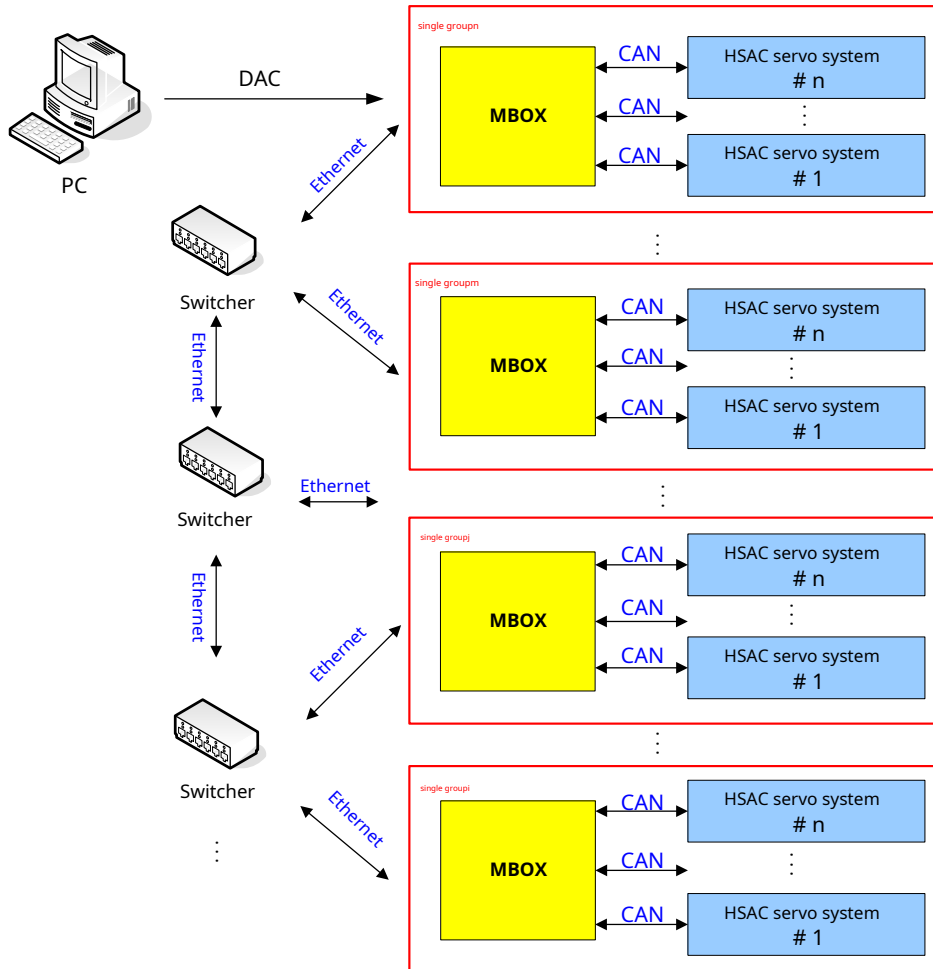 single groupn
CAN
HSAC servo system
# n
DAC
MBOX
CAN
Ethernet
CAN
HSAC servo system
# 1
PC
Switcher
single groupm
CAN
HSAC servo system
# n
Ethernet
Ethernet
MBOX
CAN
CAN
HSAC servo system
# 1
Ethernet
Switcher
single groupj
CAN
HSAC servo system
# n
Ethernet
MBOX
CAN
Ethernet
CAN
HSAC servo system
# 1
Switcher
single groupi
CAN
HSAC servo system
# n
Ethernet
MBOX
CAN
CAN
HSAC servo system
# 1